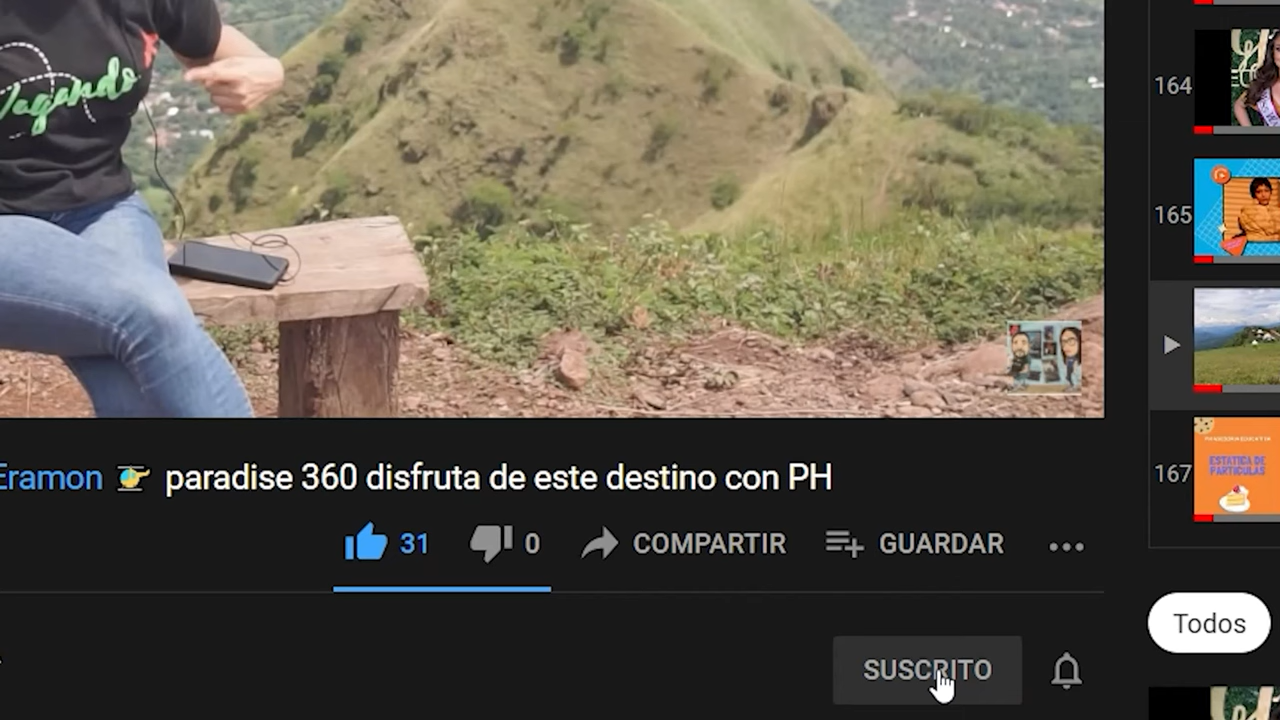 Vagando
164
165
Eramon 🚁 paradise 360 disfruta de este destino con PH
ESTATICA DE
PARTICULAS
167
31
0
COMPARTIR
GUARDAR
Todos
SUSCRITO